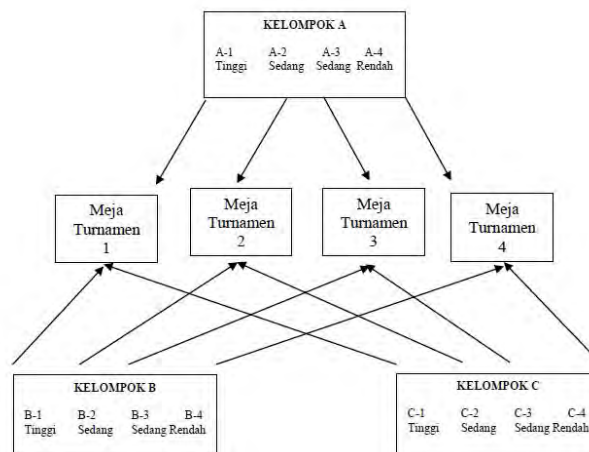 KELOMPOK A
A-1 A-2 A-3 A-4
Tinggi Sedang Sedang Rendah
Meja
Turnamen
1
Meja
Turnamen
2
Meja
Turnamen
3
Meja
Turnamen
4
KELOMPOK B
B-1 B-2 B-3 B-4
Tinggi Sedang Sedang Rendah
KELOMPOK C
C-1 C-2 C-3 C-4
Tinggi Sedang Sedang Rendah